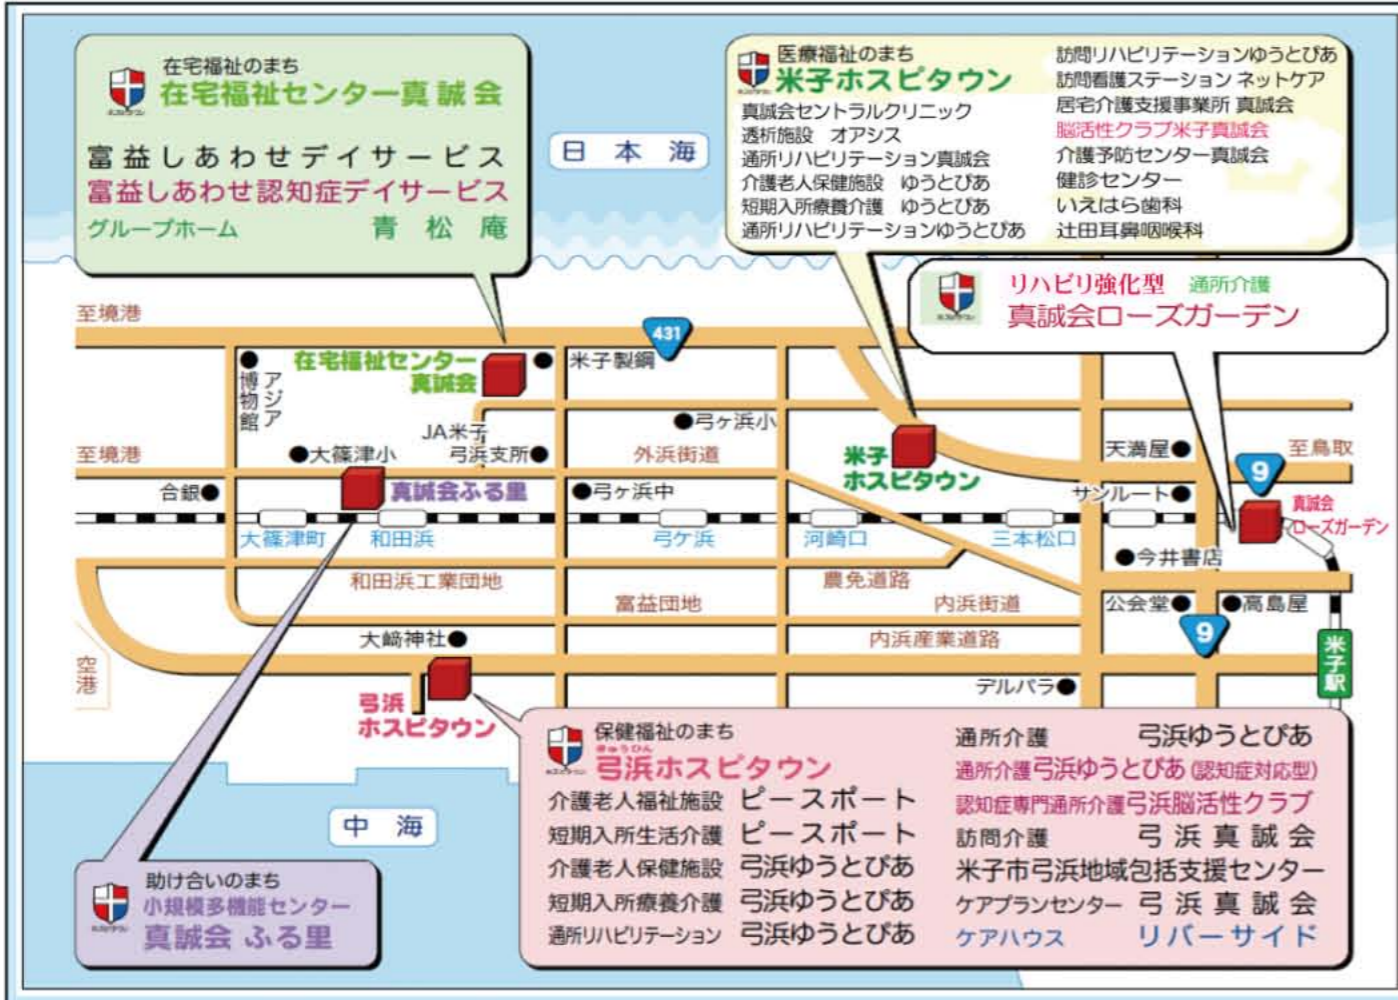 在宅福祉のまち
在宅福祉センター真誠会
富益しあわせデイサービス
富益しあわせ認知症デイサービス
グループホーム 青松庵
日本海
医療福祉のまち
米子ホスピタウン
真誠会セントラルクリニック
透析施設 オアシス
通所リハビリテーション真誠会
介護老人保健施設 ゆうとぴあ
短期入所療養介護 ゆうとぴあ
通所リハビリテーションゆうとぴあ
訪問リハビリテーションゆうとぴあ
訪問看護ステーション ネットケア
居宅介護支援事業所 真誠会
脳活性クラブ米子真誠会
介護予防センター真誠会
健診センター
いえはら歯科
辻田耳鼻咽喉科
リハビリ強化型 通所介護
真誠会ローズガーデン
至境港
431
在宅福祉センター
真誠会
米子製鋼
アジア
博物館
JA米子
弓浜支所
弓ヶ浜小
至境港
大篠津小
外浜街道
米子
ホスピタウン
天満屋
9
至鳥取
合銀
真誠会ふる里
弓ヶ浜中
サンルート
真誠会
ローズガーデン
大篠津町
和田浜
弓ケ浜
河崎口
三本松口
今井書店
和田浜工業団地
農免道路
富益団地
内浜街道
公会堂
高島屋
9
大崎神社
内浜産業道路
空港
米子駅
デルパラ
弓浜
ホスピタウン
中海
助け合いのまち
小規模多機能センター
真誠会 ふる里
保健福祉のまち
きゅうひん
弓浜ホスピタウン
介護老人福祉施設 ピースポート
短期入所生活介護 ピースポート
介護老人保健施設 弓浜ゆうとぴあ
短期入所療養介護 弓浜ゆうとぴあ
通所リハビリテーション 弓浜ゆうとぴあ
通所介護 弓浜ゆうとぴあ
通所介護弓浜ゆうとぴあ(認知症対応型)
認知症専門通所介護弓浜脳活性クラブ
訪問介護 弓浜真誠会
米子市弓浜地域包括支援センター
ケアプランセンター 弓浜真誠会
ケアハウス リバーサイド